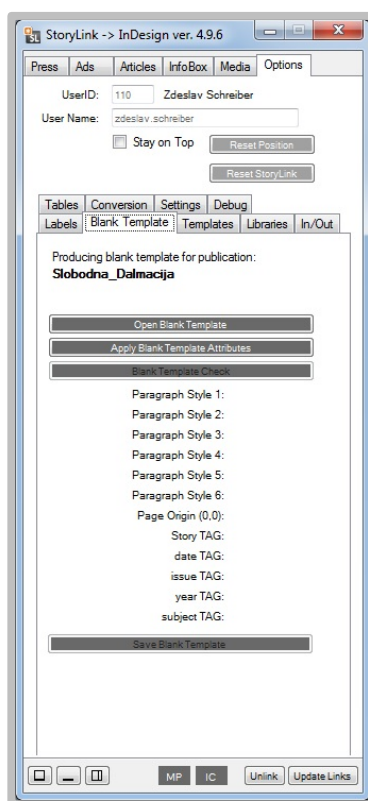 SL StoryLink -> InDesign ver. 4.9.6
Press Ads Articles InfoBox Media Options
UserID: 110 Zdeslav Schreiber
User Name: zdeslav.schreiber
Stay on Top Reset Position
Reset StoryLink
Tables Conversion Settings Debug
Labels Blank Template Templates Libraries In/Out
Producing blank template for publication:
Slobodna_Dalmacija
Open Blank Template
Apply Blank Template Attributes
Blank Template Check
Paragraph Style 1:
Paragraph Style 2:
Paragraph Style 3:
Paragraph Style 4:
Paragraph Style 5:
Paragraph Style 6:
Page Origin (0,0):
Story TAG:
date TAG:
issue TAG:
year TAG:
subject TAG:
Save Blank Template
MP IC Unlink Update Links